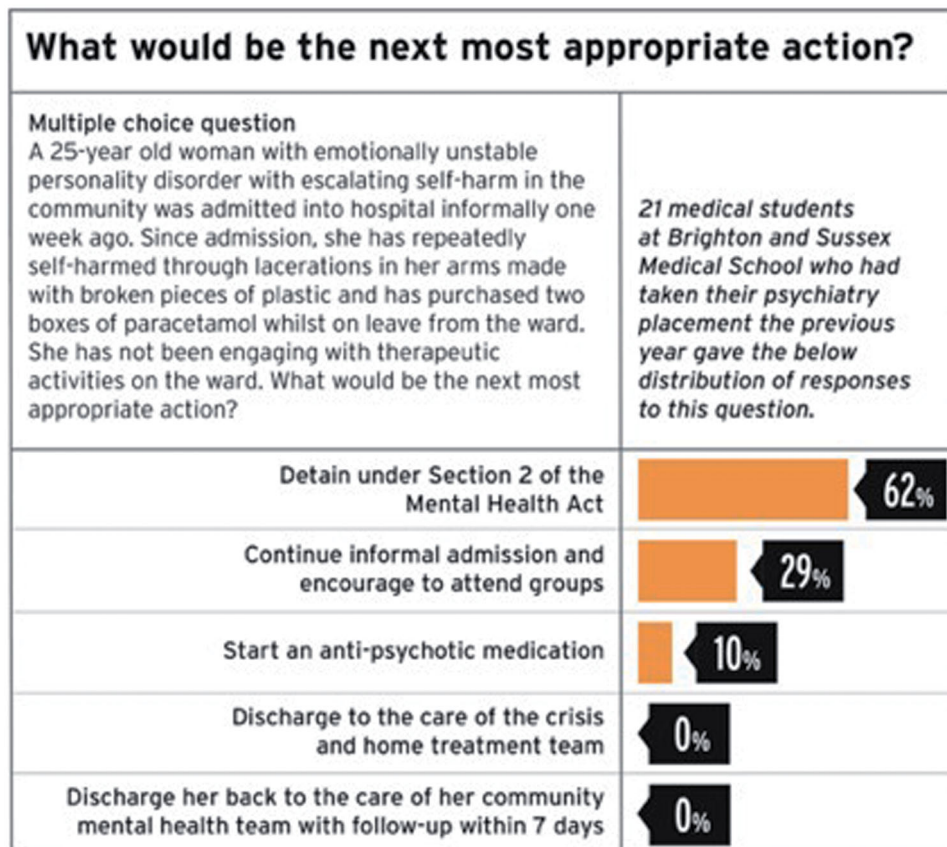 What would be the next most appropriate action?
Multiple choice question
A 25-year old woman with emotionally unstable
personality disorder with escalating self-harm in the
community was admitted into hospital informally one
week ago. Since admission, she has repeatedly
self-harmed through lacerations in her arms made
with broken pieces of plastic and has purchased two
boxes of paracetamol whilst on leave from the ward.
She has not been engaging with therapeutic
activities on the ward. What would be the next most
appropriate action?
21 medical students
at Brighton and Sussex
Medical School who had
taken their psychiatry
placement the previous
year gave the below
distribution of responses
to this question.
Detain under Section 2 of the
Mental Health Act
62%
Continue informal admission and
encourage to attend groups
29%
Start an anti-psychotic medication
10%
Discharge to the care of the crisis
and home treatment team
0%
Discharge her back to the care of her community
mental health team with follow-up within 7 days
0%